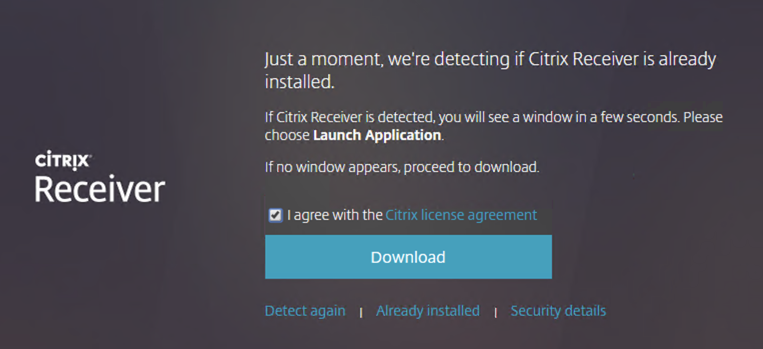 Just a moment, we're detecting if Citrix Receiver is already
installed.
If Citrix Receiver is detected, you will see a window in a few seconds. Please
choose Launch Application.
If no window appears, proceed to download.
CİTRIX
Receiver
I agree with the Citrix license agreement
Download
Detect again | Already installed | Security details